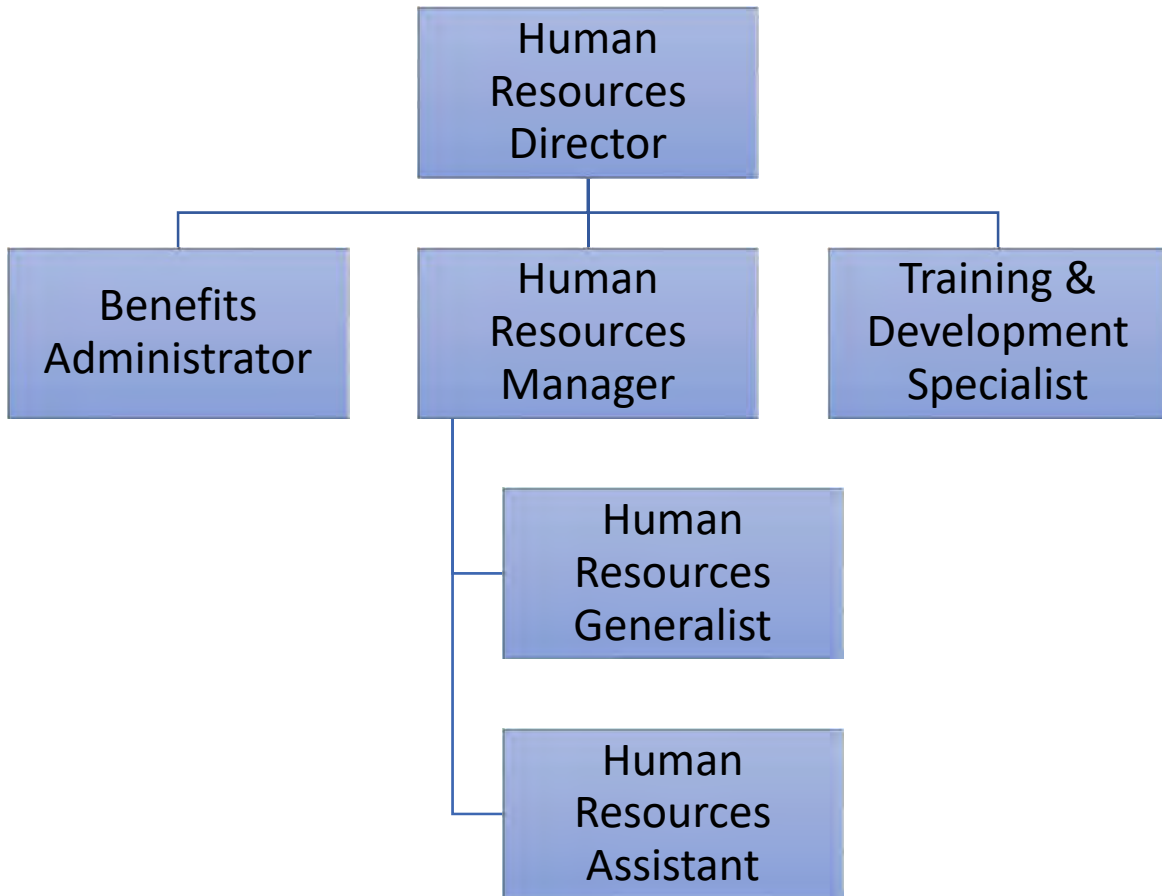 Human
Resources
Director
Benefits
Administrator
Human
Resources
Manager
Training &
Development
Specialist
Human
Resources
Generalist
Human
Resources
Assistant